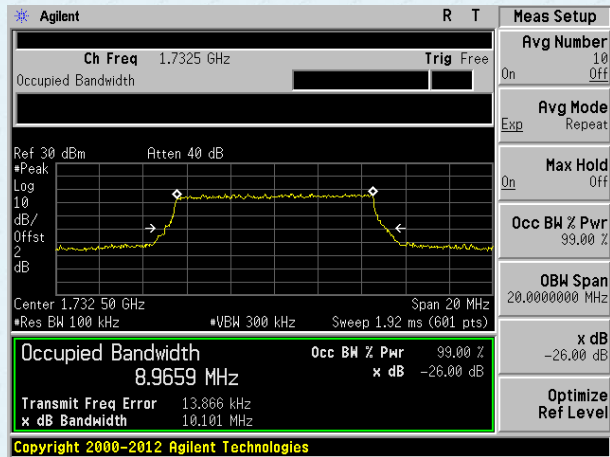 Agilent R T
Ch Freq 1.7325 GHz Trig Free
Occupied Bandwidth
Ref 30 dBm Atten 40 dB
#Peak
Log
10
dB/
Offst
2
dB
Center 1.732 50 GHz Span 20 MHz
#Res BW 100 kHz #VBW 300 kHz Sweep 1.92 ms (601 pts)
Occupied Bandwidth Occ BW % Pwr 99.00 %
8.9659 MHz x dB -26.00 dB
Transmit Freq Error 13.866 kHz
x dB Bandwidth 10.101 MHz
Copyright 2000-2012 Agilent Technologies
Meas Setup
Avg Number
10
On Off
Avg Mode
Exp Repeat
Max Hold
On Off
Occ BW % Pwr
99.00 %
OBW Span
20.0000000 MHz
x dB
-26.00 dB
Optimize
Ref Level